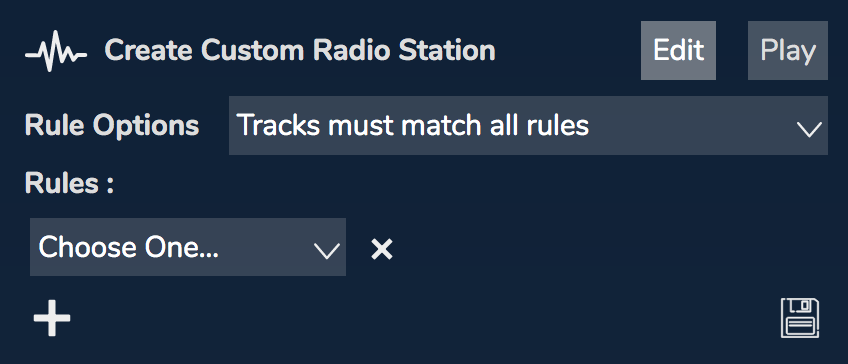 Create Custom Radio Station Edit Play
Rule Options Tracks must match all rules
Rules :
Choose One...